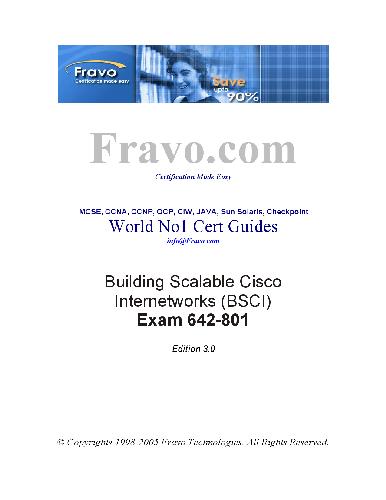 Fravo
Certification made easy
Save
upto
90%
Fravo.com
Certification Made Easy
MCSE, CCNA, CCNP, OCP, CIW, JAVA, Sun Solaris, Checkpoint
World No1 Cert Guides
info@Fravo.com
Building Scalable Cisco
Internetworks (BSCI)
Exam 642-801
Edition 3.0
© Copyrights 1998-2005 Fravo Technologies. All Rights Reserved.